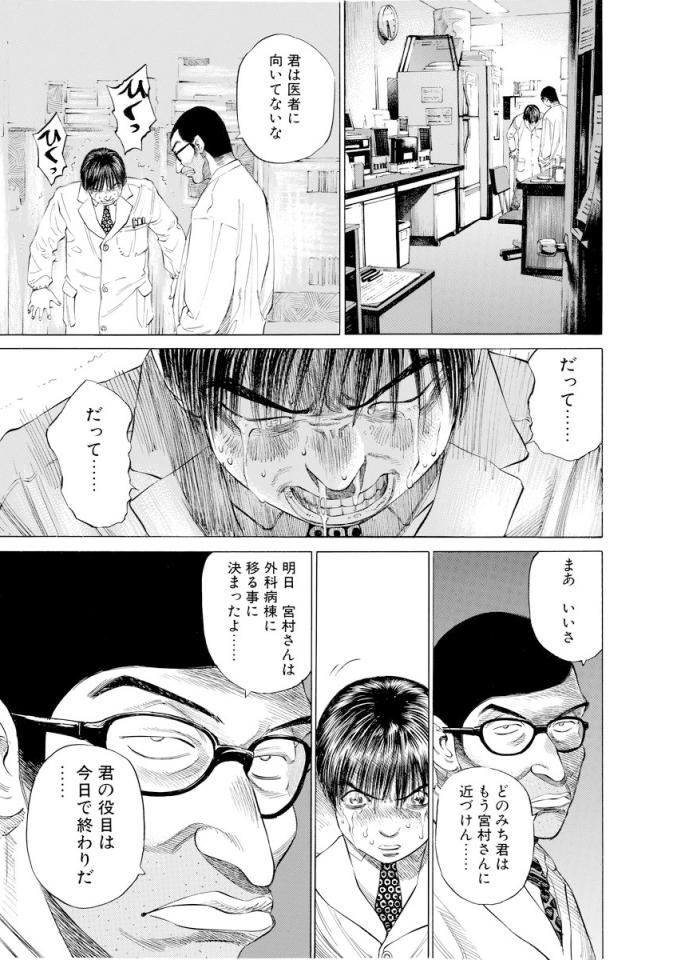 君は医者に
向いてないな
ひくっ
ひくっ
だって……
だって……
まあ いいさ
どのみち君は
もう宮村さんに
近づけん……
明日 宮村さんは
外科病棟に
移る事に
決まったよ……
君の役目は
今日で終わりだ
……